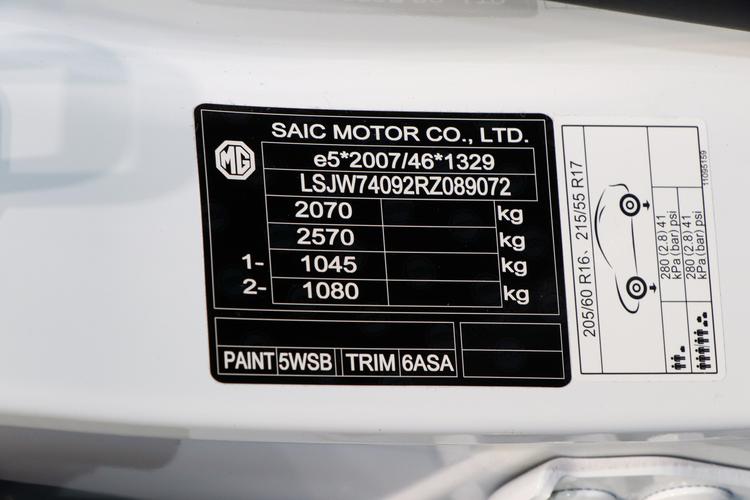 SAIC MOTOR CO., LTD.
MG
e5*2007/46*1329
LSJW74092RZ089072
2070 kg
2570 kg
1- 1045 kg
2- 1080 kg
PAINT 5WSB TRIM 6ASA
205/60 R16、215/55 R17
280 (2.8) 41
kPa (bar) psi
280 (2.8) 41
kPa (bar) psi
11095159